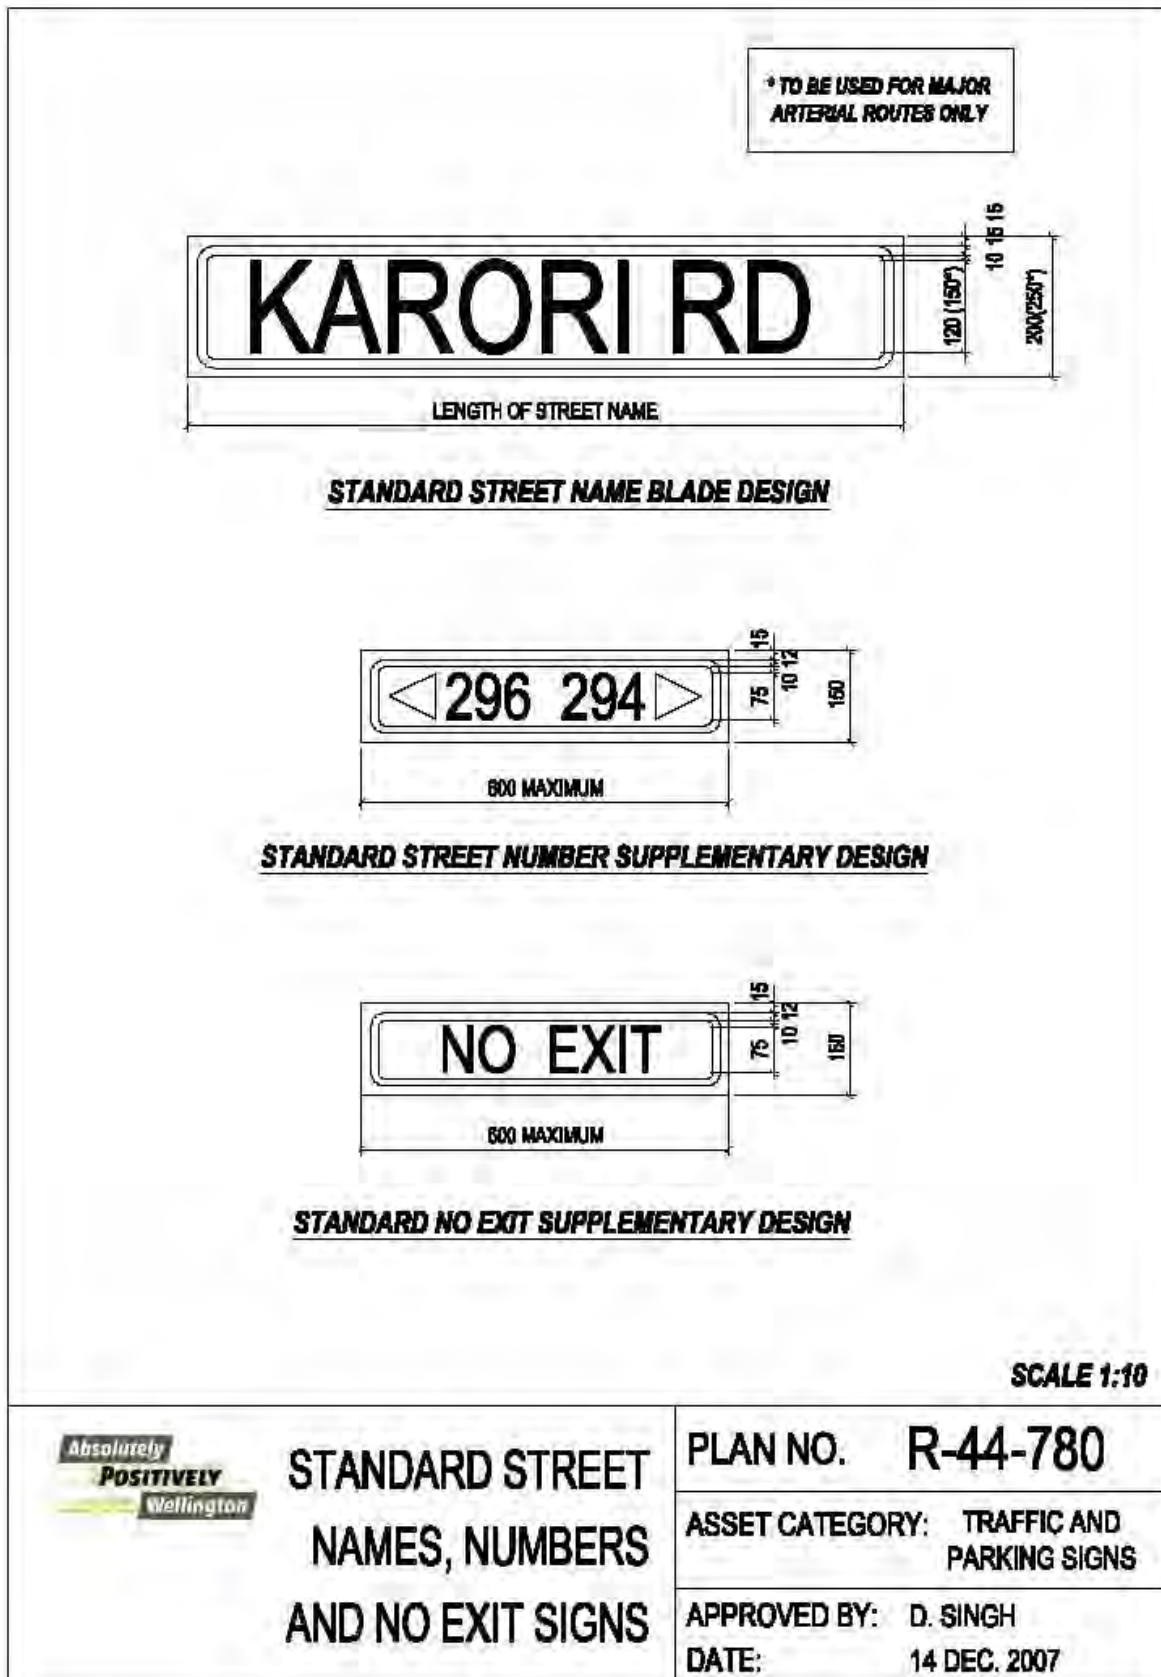 * TO BE USED FOR MAJOR
ARTERIAL ROUTES ONLY
KARORI RD
10 15 15
120 (150*)
200(250*)
LENGTH OF STREET NAME
STANDARD STREET NAME BLADE DESIGN
296 294
15
10 12
75
150
600 MAXIMUM
STANDARD STREET NUMBER SUPPLEMENTARY DESIGN
NO EXIT
15
10 12
75
150
600 MAXIMUM
STANDARD NO EXIT SUPPLEMENTARY DESIGN
SCALE 1:10
Absolutely
POSITIVELY
Wellington
STANDARD STREET
NAMES, NUMBERS
AND NO EXIT SIGNS
PLAN NO. R-44-780
ASSET CATEGORY: TRAFFIC AND
PARKING SIGNS
APPROVED BY: D. SINGH
DATE: 14 DEC. 2007